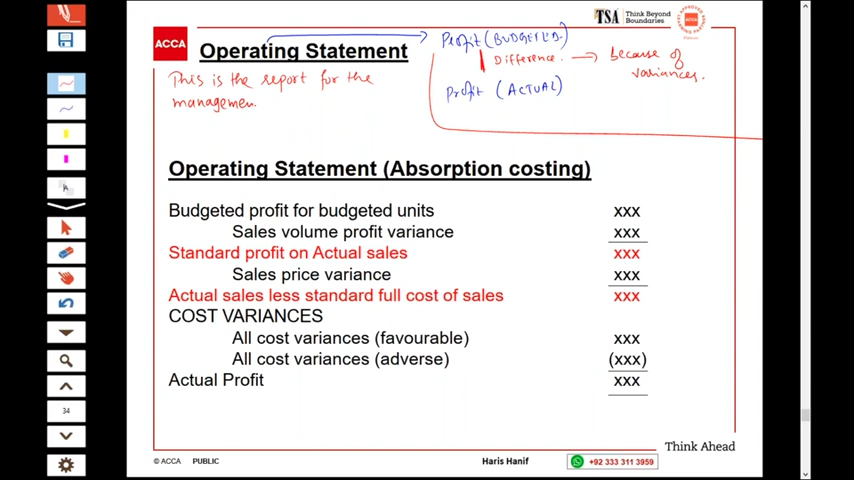 TSA Think Beyond Boundaries
ACCA
Operating Statement
Profit (BUDGETED)
Difference. → Because of variances.
Profit (ACTUAL)
This is the report for the
managemen.
Operating Statement (Absorption costing)
Budgeted profit for budgeted units xxx
Sales volume profit variance xxx
Standard profit on Actual sales xxx
Sales price variance xxx
Actual sales less standard full cost of sales xxx
COST VARIANCES
All cost variances (favourable) xxx
All cost variances (adverse) (xxx)
Actual Profit xxx
34
Think Ahead
© ACCA PUBLIC Haris Hanif +92 333 311 3959